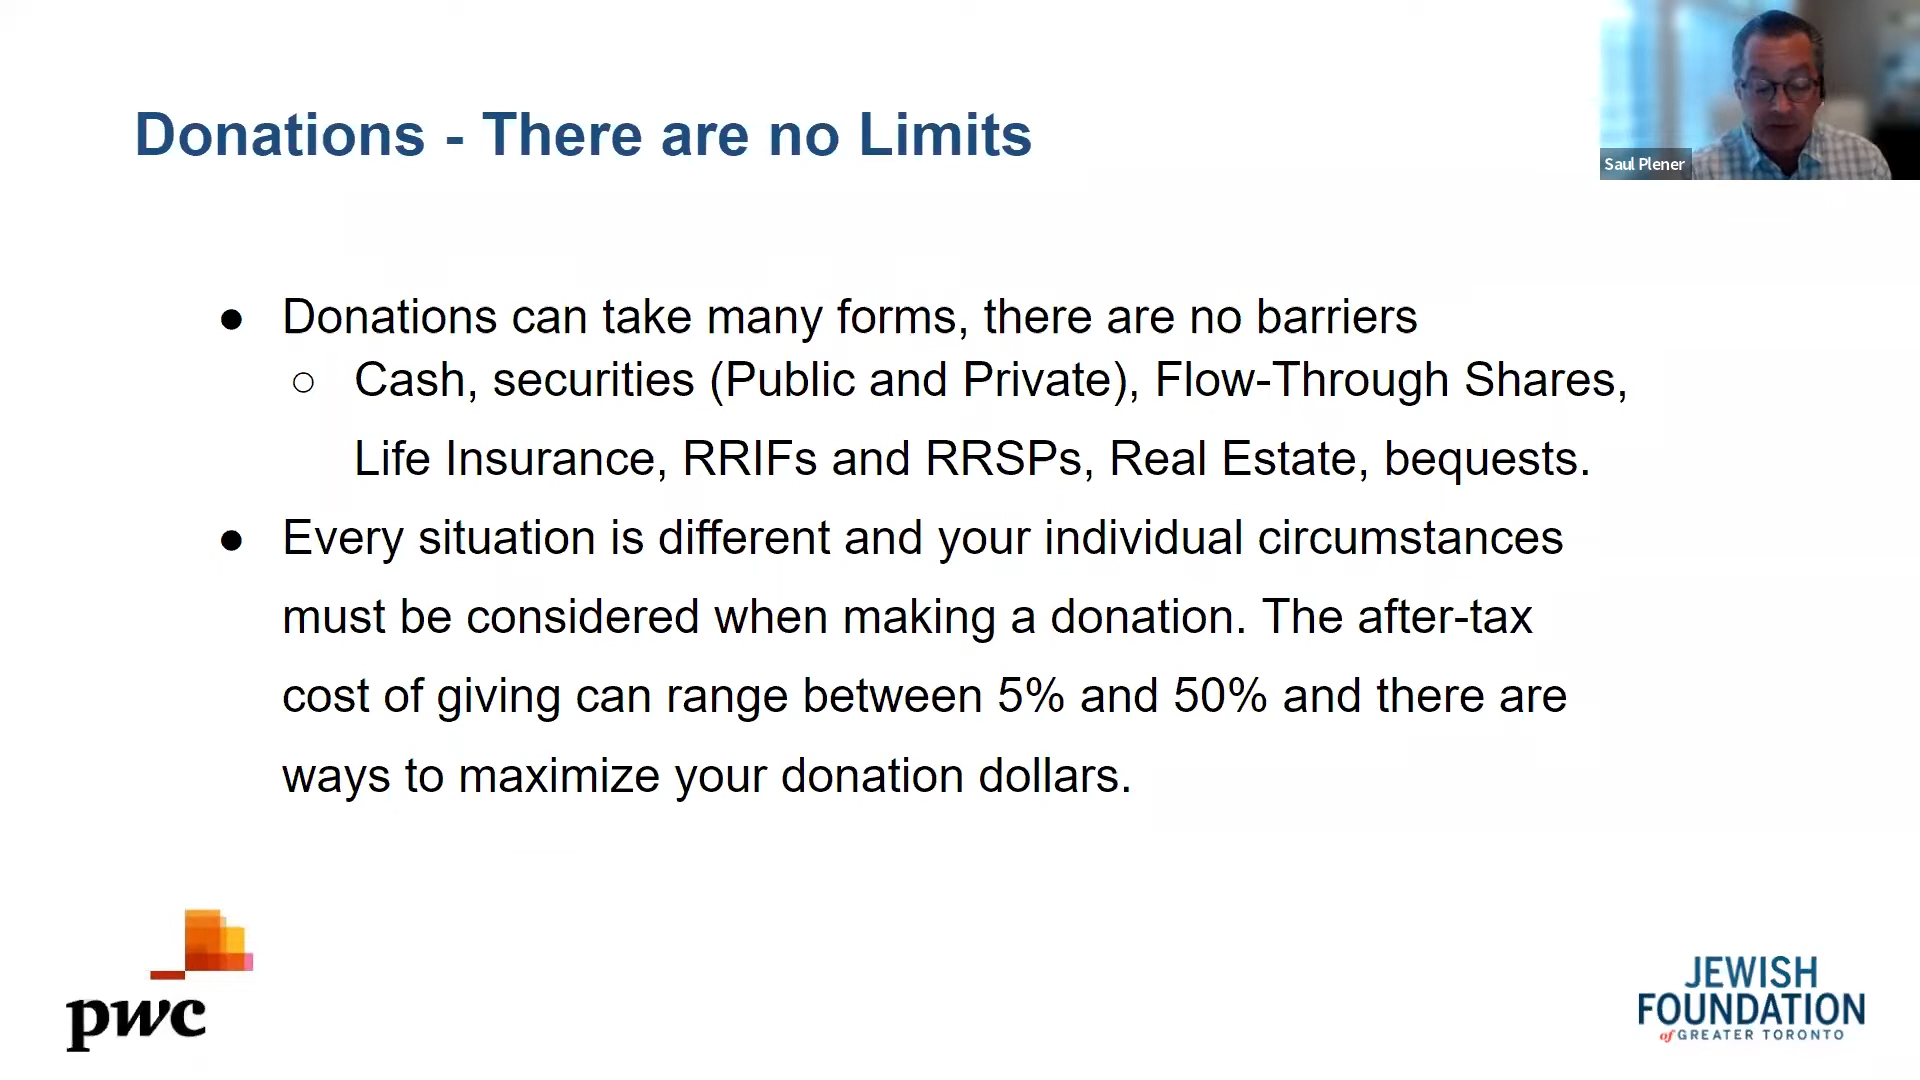 Donations - There are no Limits
Saul Plener
● Donations can take many forms, there are no barriers
○ Cash, securities (Public and Private), Flow-Through Shares,
Life Insurance, RRIFs and RRSPs, Real Estate, bequests.
● Every situation is different and your individual circumstances
must be considered when making a donation. The after-tax
cost of giving can range between 5% and 50% and there are
ways to maximize your donation dollars.
pwc
JEWISH
FOUNDATION
of GREATER TORONTO